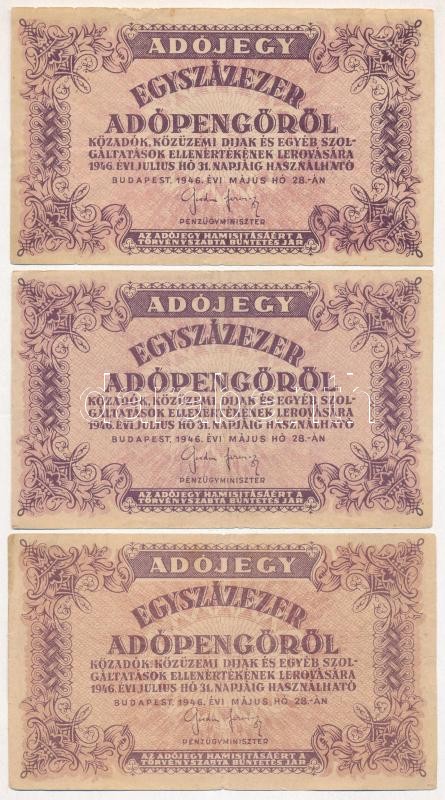 ADÓJEGY
EGYSZÁZEZER
ADÓPENGŐRŐL
KÖZADÓK, KÖZÜZEMI DIJAK ÉS EGYÉB SZOL-
GÁLTATÁSOK ELLENÉRTÉKÉNEK LEROVÁSÁRA
1946. ÉVI JULIUS HÓ 31. NAPJÁIG HASZNÁLHATÓ
BUDAPEST, 1946. ÉVI MÁJUS HÓ 28.-ÁN
PÉNZÜGYMINISZTER
AZ ADÓJEGY HAMISITÁSÁÉRT A
TÖRVÉNYSZABTA BÜNTETÉS JÁR
ADÓJEGY
EGYSZÁZEZER
ADÓPENGŐRŐL
KÖZADÓK, KÖZÜZEMI DIJAK ÉS EGYÉB SZOL-
GÁLTATÁSOK ELLENÉRTÉKÉNEK LEROVÁSÁRA
1946. ÉVI JULIUS HÓ 31. NAPJÁIG HASZNÁLHATÓ
BUDAPEST, 1946. ÉVI MÁJUS HÓ 28.-ÁN
PÉNZÜGYMINISZTER
AZ ADÓJEGY HAMISITÁSÁÉRT A
TÖRVÉNYSZABTA BÜNTETÉS JÁR
ADÓJEGY
EGYSZÁZEZER
ADÓPENGŐRŐL
KÖZADÓK, KÖZÜZEMI DIJAK ÉS EGYÉB SZOL-
GÁLTATÁSOK ELLENÉRTÉKÉNEK LEROVÁSÁRA
1946. ÉVI JULIUS HÓ 31. NAPJÁIG HASZNÁLHATÓ
BUDAPEST, 1946. ÉVI MÁJUS HÓ 28.-ÁN
PÉNZÜGYMINISZTER
AZ ADÓJEGY HAMISITÁSÁÉRT A
TÖRVÉNYSZABTA BÜNTETÉS JÁR